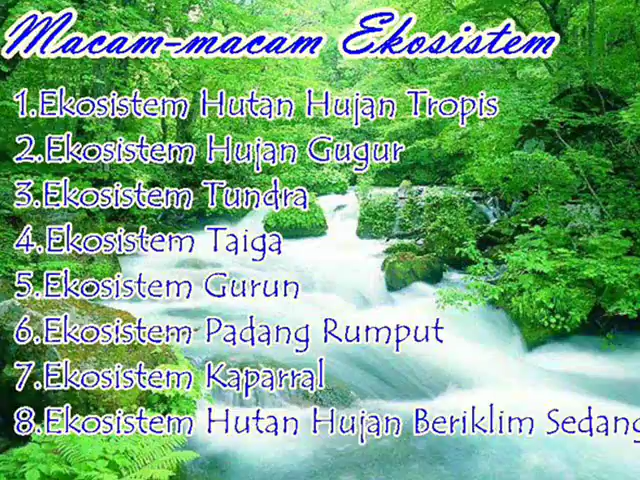 Macam-macam Ekosistem
1.Ekosistem Hutan Hujan Tropis
2.Ekosistem Hujan Gugur
3.Ekosistem Tundra
4.Ekosistem Taiga
5.Ekosistem Gurun
6.Ekosistem Padang Rumput
7.Ekosistem Kaparral
8.Ekosistem Hutan Hujan Beriklim Sedang